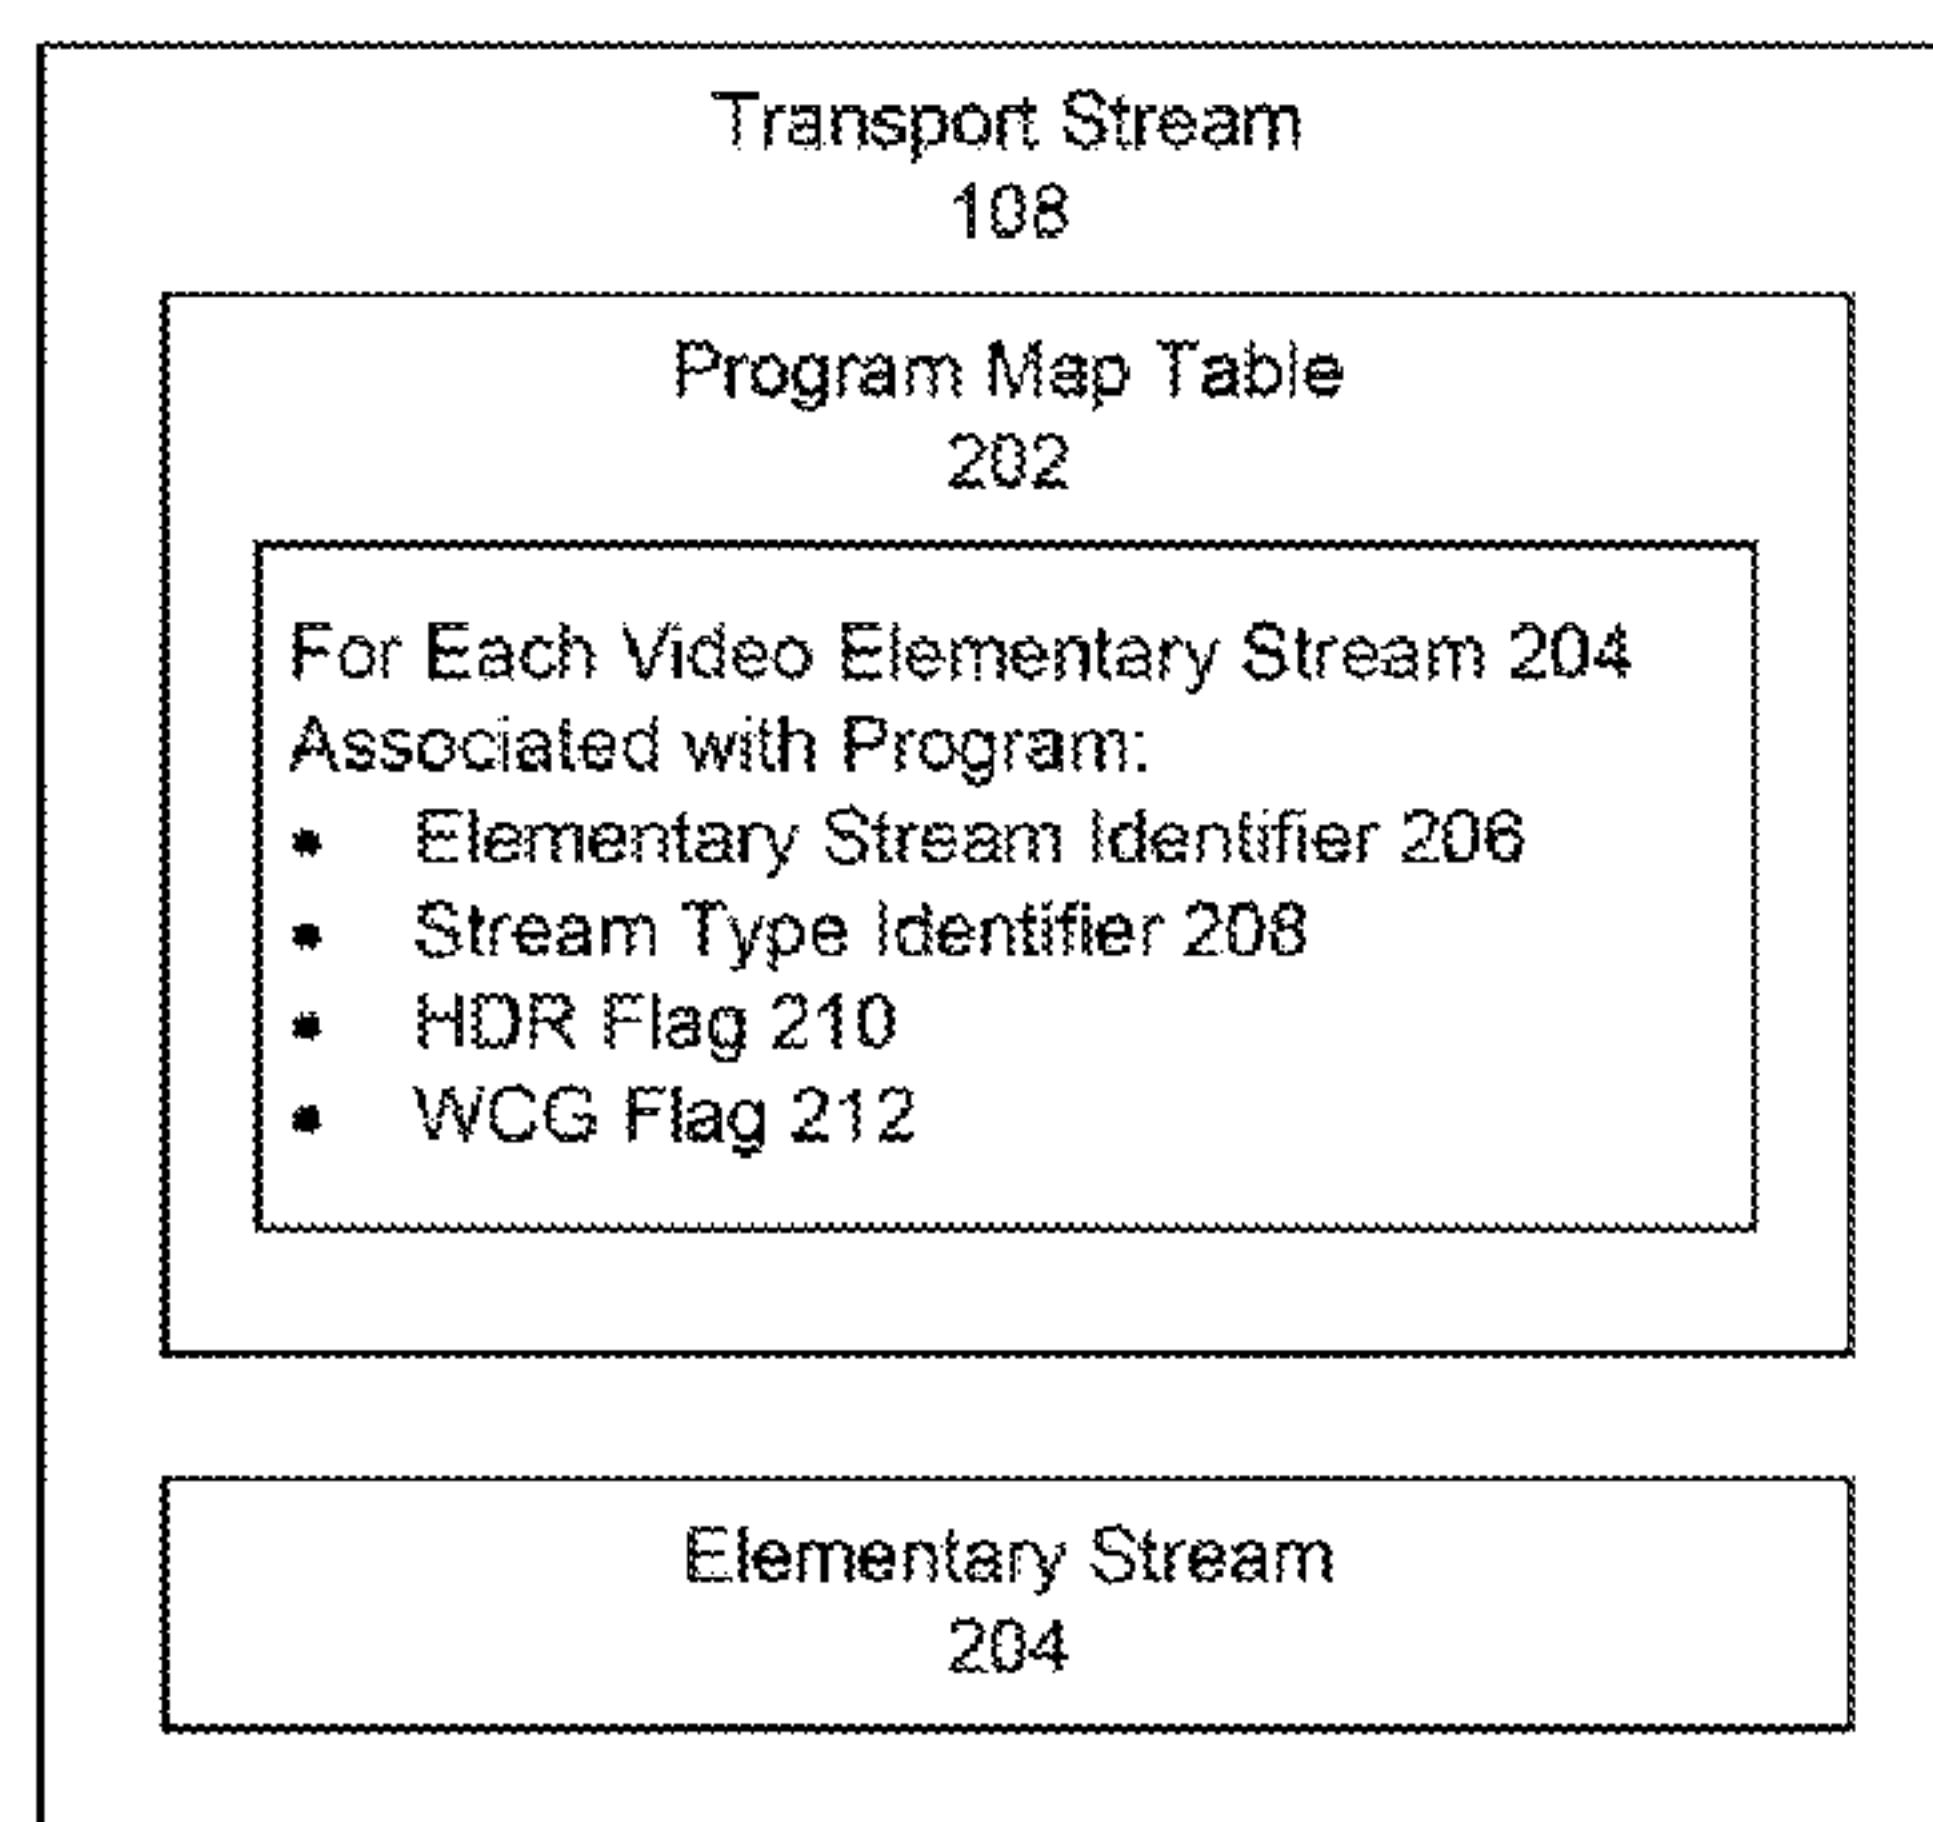 Transport Stream
108
Program Map Table
202
For Each Video Elementary Stream 204
Associated with Program:
• Elementary Stream Identifier 206
• Stream Type Identifier 208
• HDR Flag 210
• WCG Flag 212
Elementary Stream
204